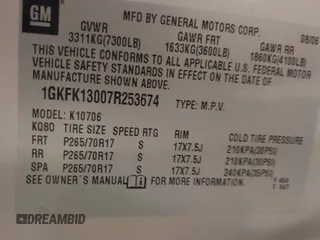 GM
MFD BY GENERAL MOTORS CORP.
08/06
GVWR GAWR FRT GAWR RR
3311KG(7300LB) 1633KG(3600LB) 1860KG(4100LB)
THIS VEHICLE CONFORMS TO ALL APPLICABLE U.S. FEDERAL MOTOR
VEHICLE SAFETY STANDARDS IN EFFECT ON THE DATE OF
MANUFACTURE SHOWN ABOVE.
1GKFK13007R253674 TYPE: M.P.V.
MODEL: K10706
KQ8D TIRE SIZE SPEED RTG RIM COLD TIRE PRESSURE
FRT P265/70R17 S 17X7.5J 210KPA(30PSI)
RR P265/70R17 S 17X7.5J 210KPA(30PSI)
SPA P265/70R17 S 17X7.5J 240KPA(35PSI)
SEE OWNER'S MANUAL FOR MORE INFORMATION.
DREAMBID